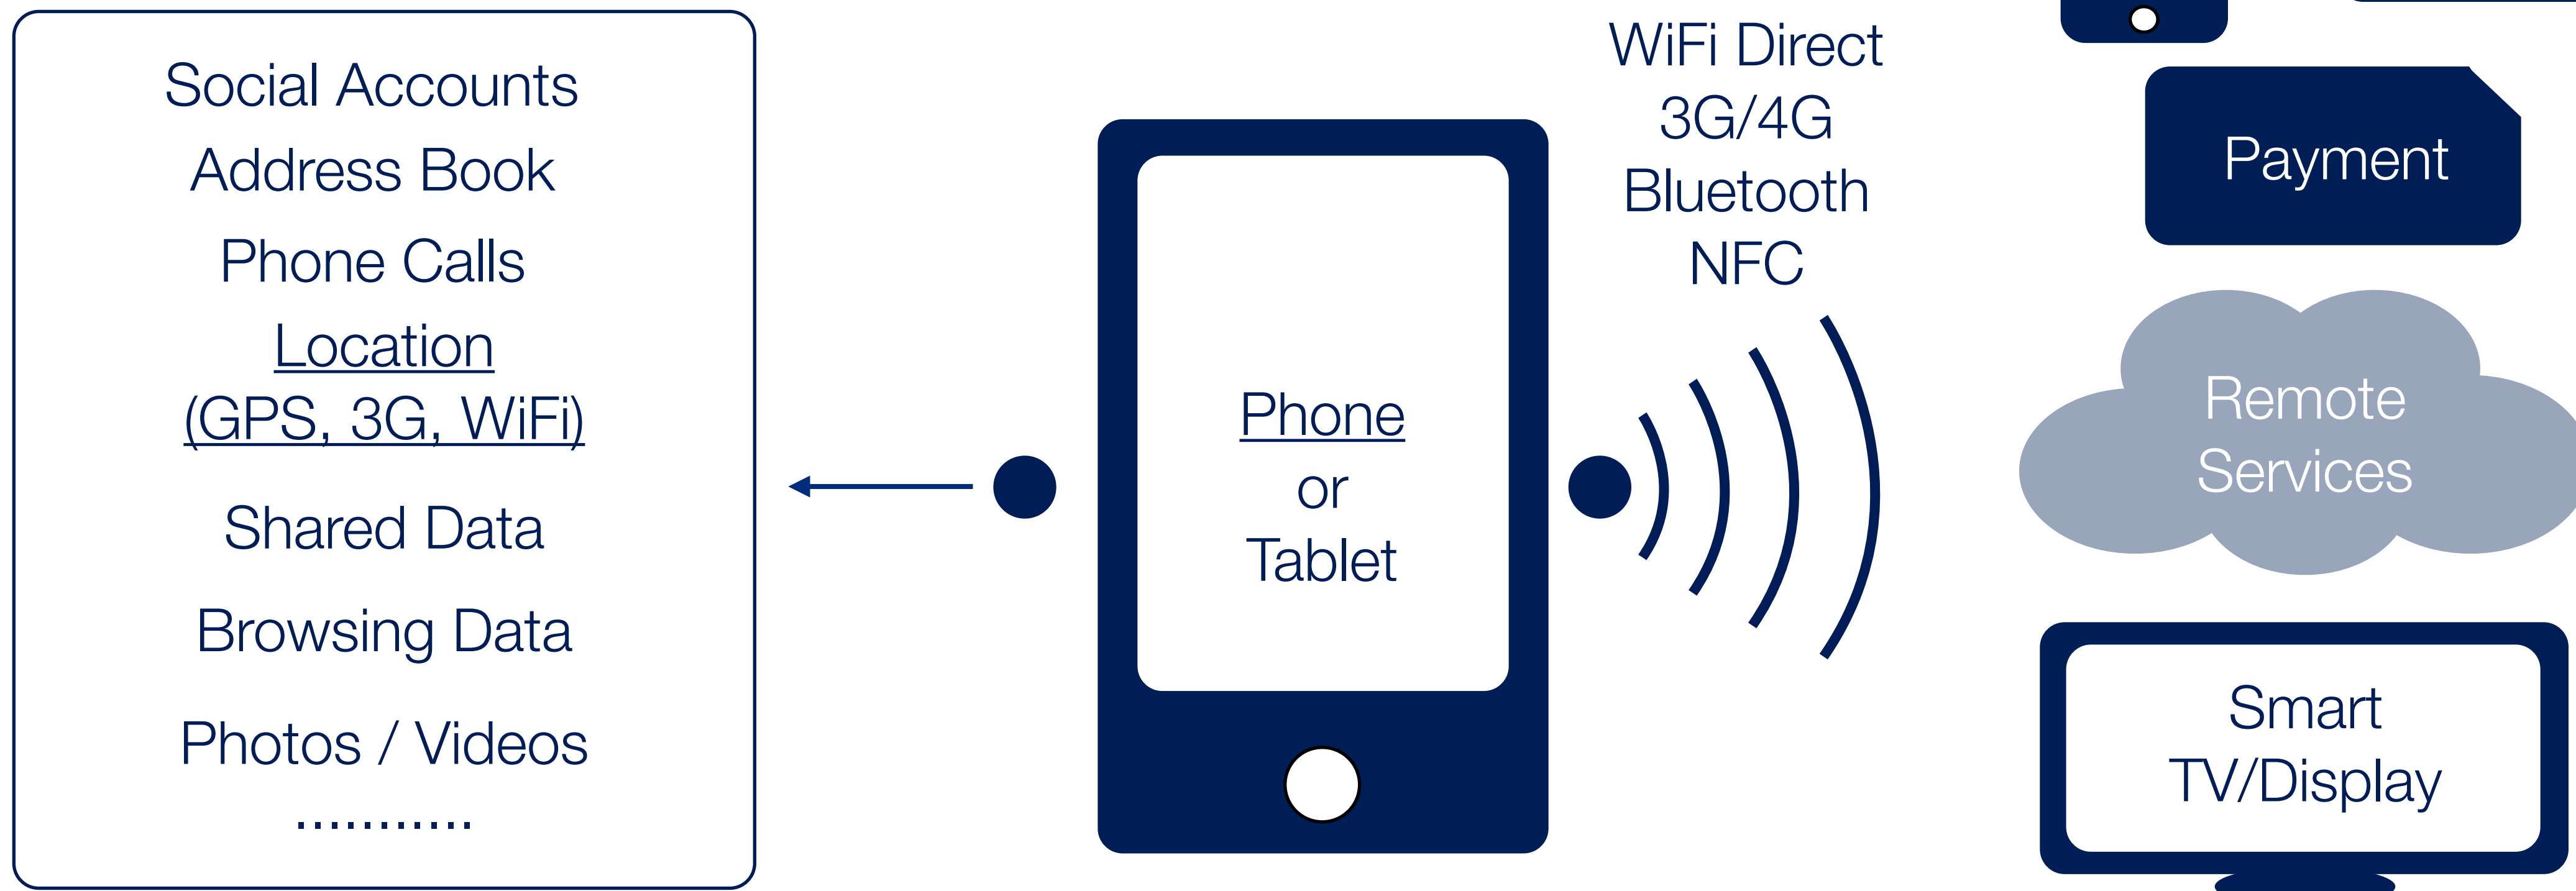 Social Accounts
Address Book
Phone Calls
Location
(GPS, 3G, WiFi)
Shared Data
Browsing Data
Photos / Videos
...........
Phone
or
Tablet
WiFi Direct
3G/4G
Bluetooth
NFC
Payment
Remote
Services
Smart
TV/Display